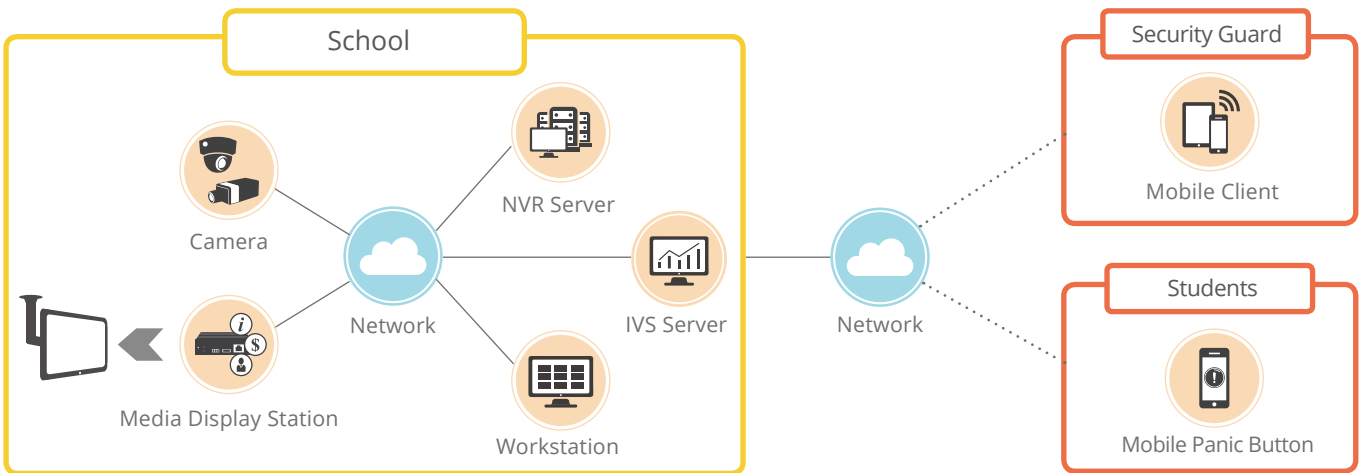 School
Security Guard
Camera
NVR Server
Mobile Client
Network
IVS Server
Network
Students
i
$
Media Display Station
Workstation
Mobile Panic Button